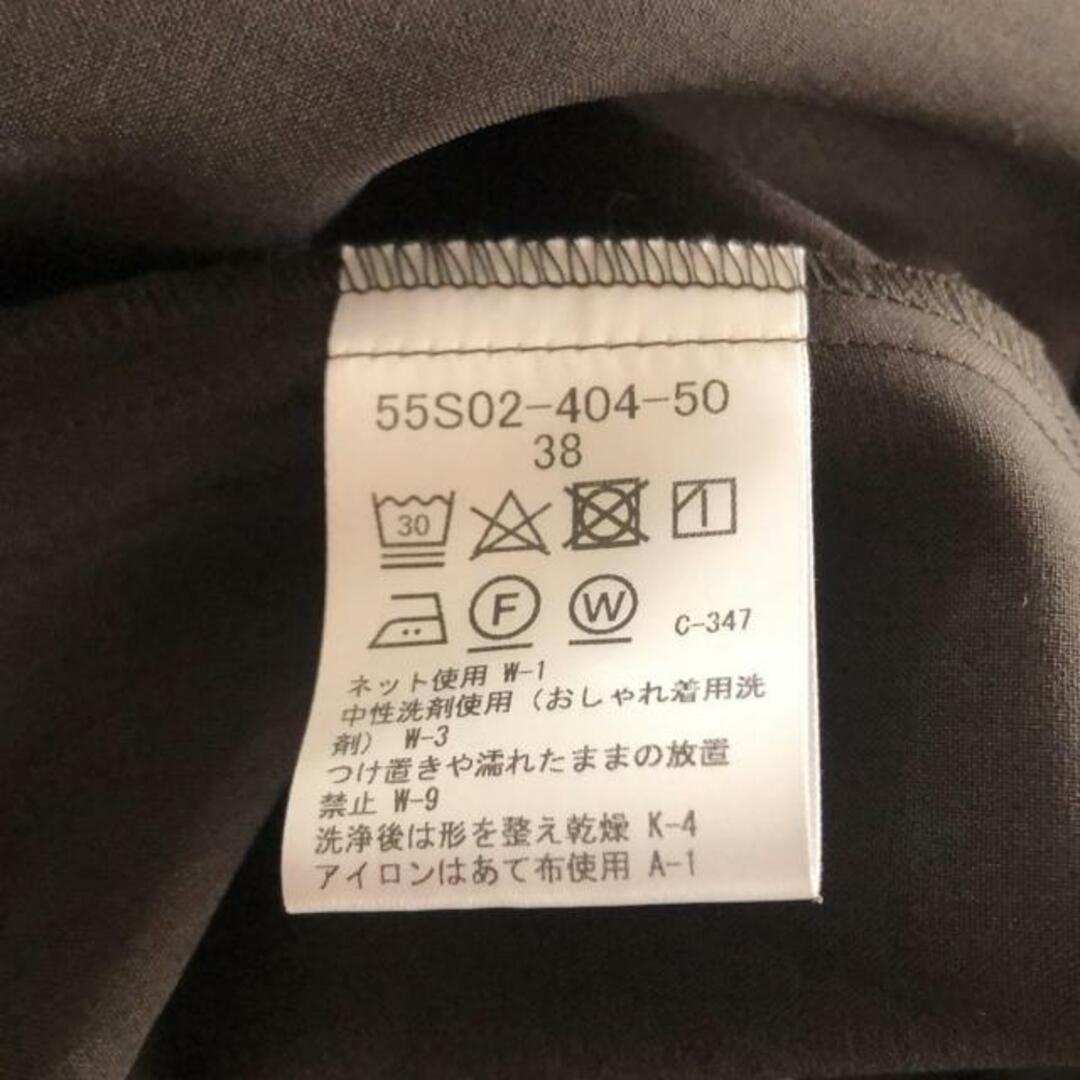 55S02-404-50
38
30
F W C-347
ネット使用 W-1
中性洗剤使用（おしゃれ着用洗
剤） W-3
つけ置きや濡れたままの放置
禁止 W-9
洗浄後は形を整え乾燥 K-4
アイロンはあて布使用 A-1